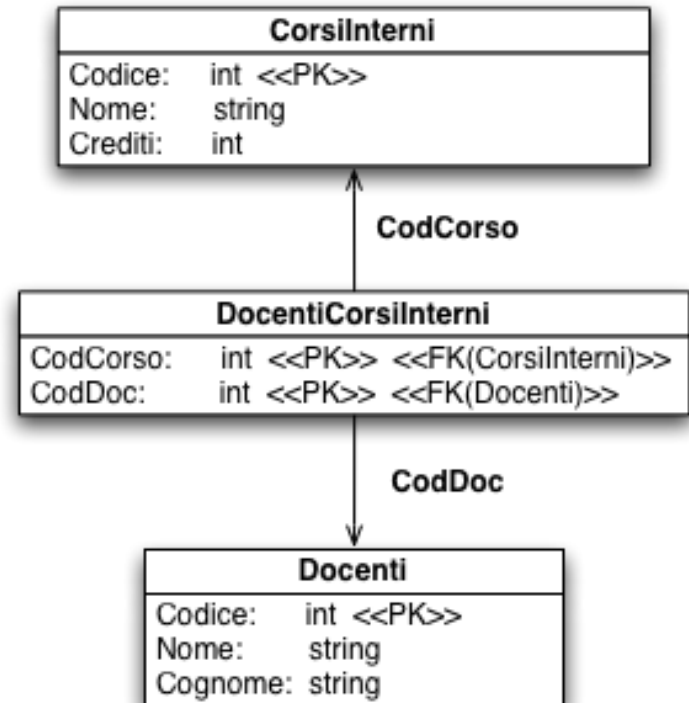 CorsiInterni
Codice: int <<PK>>
Nome: string
Crediti: int
CodCorso
DocentiCorsiInterni
CodCorso: int <<PK>> <<FK(CorsiInterni)>>
CodDoc: int <<PK>> <<FK(Docenti)>>
CodDoc
Docenti
Codice: int <<PK>>
Nome: string
Cognome: string